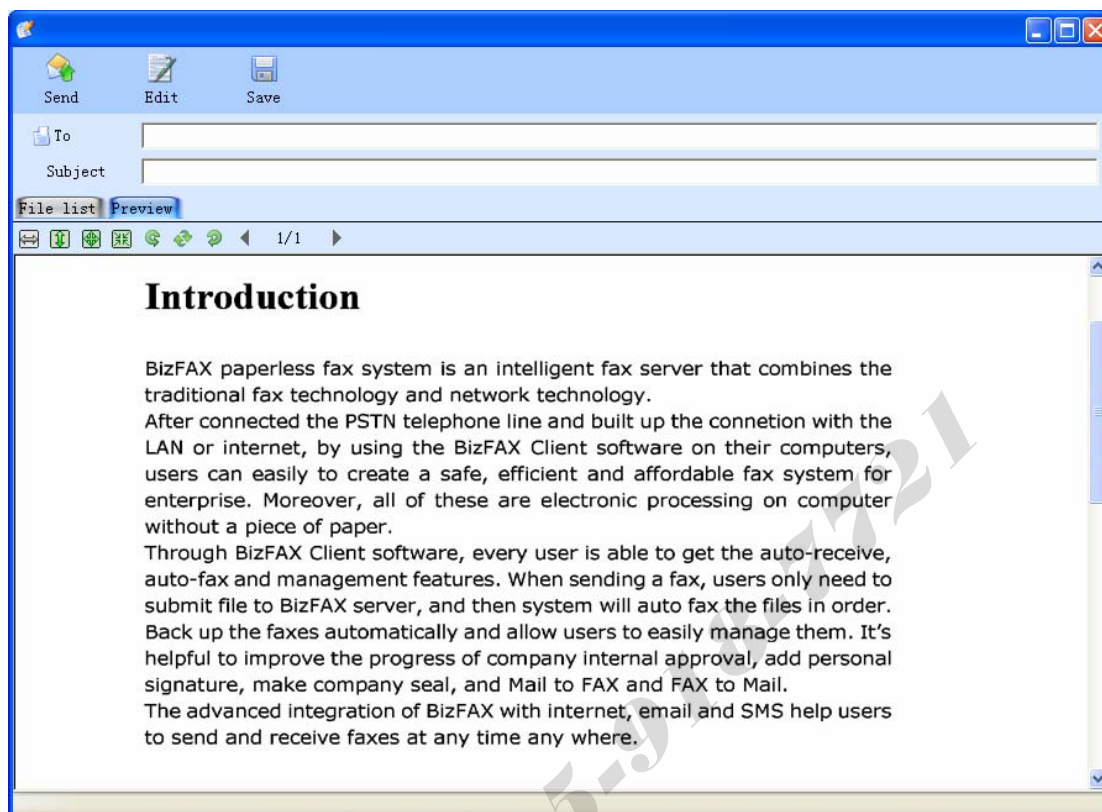 Send Edit Save
To
Subject
File list Preview
1/1
Introduction
BizFAX paperless fax system is an intelligent fax server that combines the
traditional fax technology and network technology.
After connected the PSTN telephone line and built up the connetion with the
LAN or internet, by using the BizFAX Client software on their computers,
users can easily to create a safe, efficient and affordable fax system for
enterprise. Moreover, all of these are electronic processing on computer
without a piece of paper.
Through BizFAX Client software, every user is able to get the auto-receive,
auto-fax and management features. When sending a fax, users only need to
submit file to BizFAX server, and then system will auto fax the files in order.
Back up the faxes automatically and allow users to easily manage them. It's
helpful to improve the progress of company internal approval, add personal
signature, make company seal, and Mail to FAX and FAX to Mail.
The advanced integration of BizFAX with internet, email and SMS help users
to send and receive faxes at any time any where.
5-918-7721